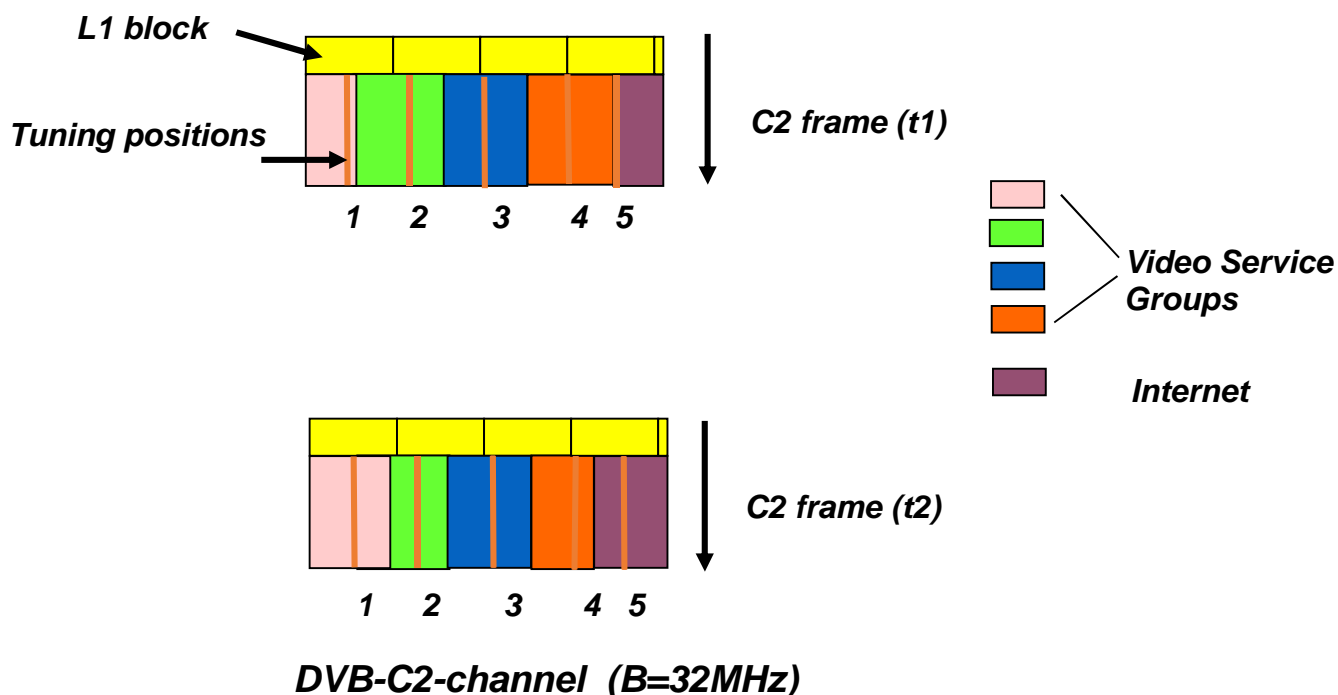 L1 block
Tuning positions
C2 frame (t1)
1 2 3 4 5
Video Service
Groups
Internet
C2 frame (t2)
1 2 3 4 5
DVB-C2-channel (B=32MHz)